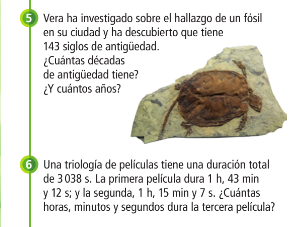 5 Vera ha investigado sobre el hallazgo de un fósil
en su ciudad y ha descubierto que tiene
143 siglos de antigüedad.
¿Cuántas décadas
de antigüedad tiene?
¿Y cuántos años?
6 Una triología de películas tiene una duración total
de 3 038 s. La primera película dura 1 h, 43 min
y 12 s; y la segunda, 1 h, 15 min y 7 s. ¿Cuántas
horas, minutos y segundos dura la tercera película?